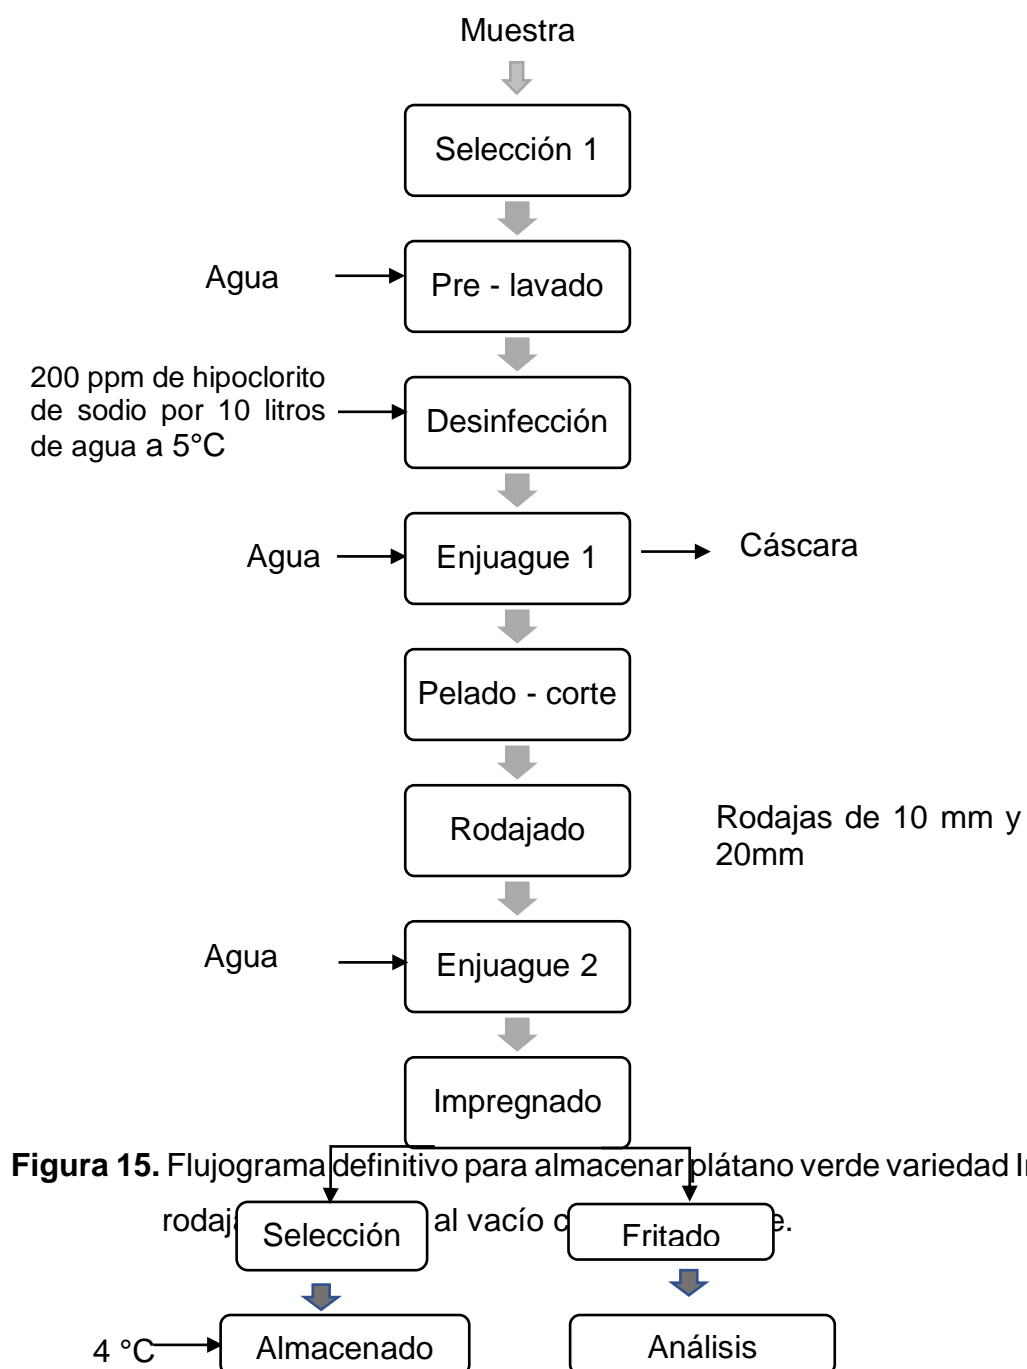 Muestra
Selección 1
Agua
Pre - lavado
200 ppm de hipoclorito
de sodio por 10 litros
de agua a 5°C
Desinfección
Agua
Enjuague 1
Cáscara
Pelado - corte
Rodajado
Rodajas de 10 mm y
20mm
Agua
Enjuague 2
Impregnado
Figura 15. Flujograma definitivo para almacenar plátano verde variedad
al vacío
Selección
Fritado
4 °C
Almacenado
Análisis